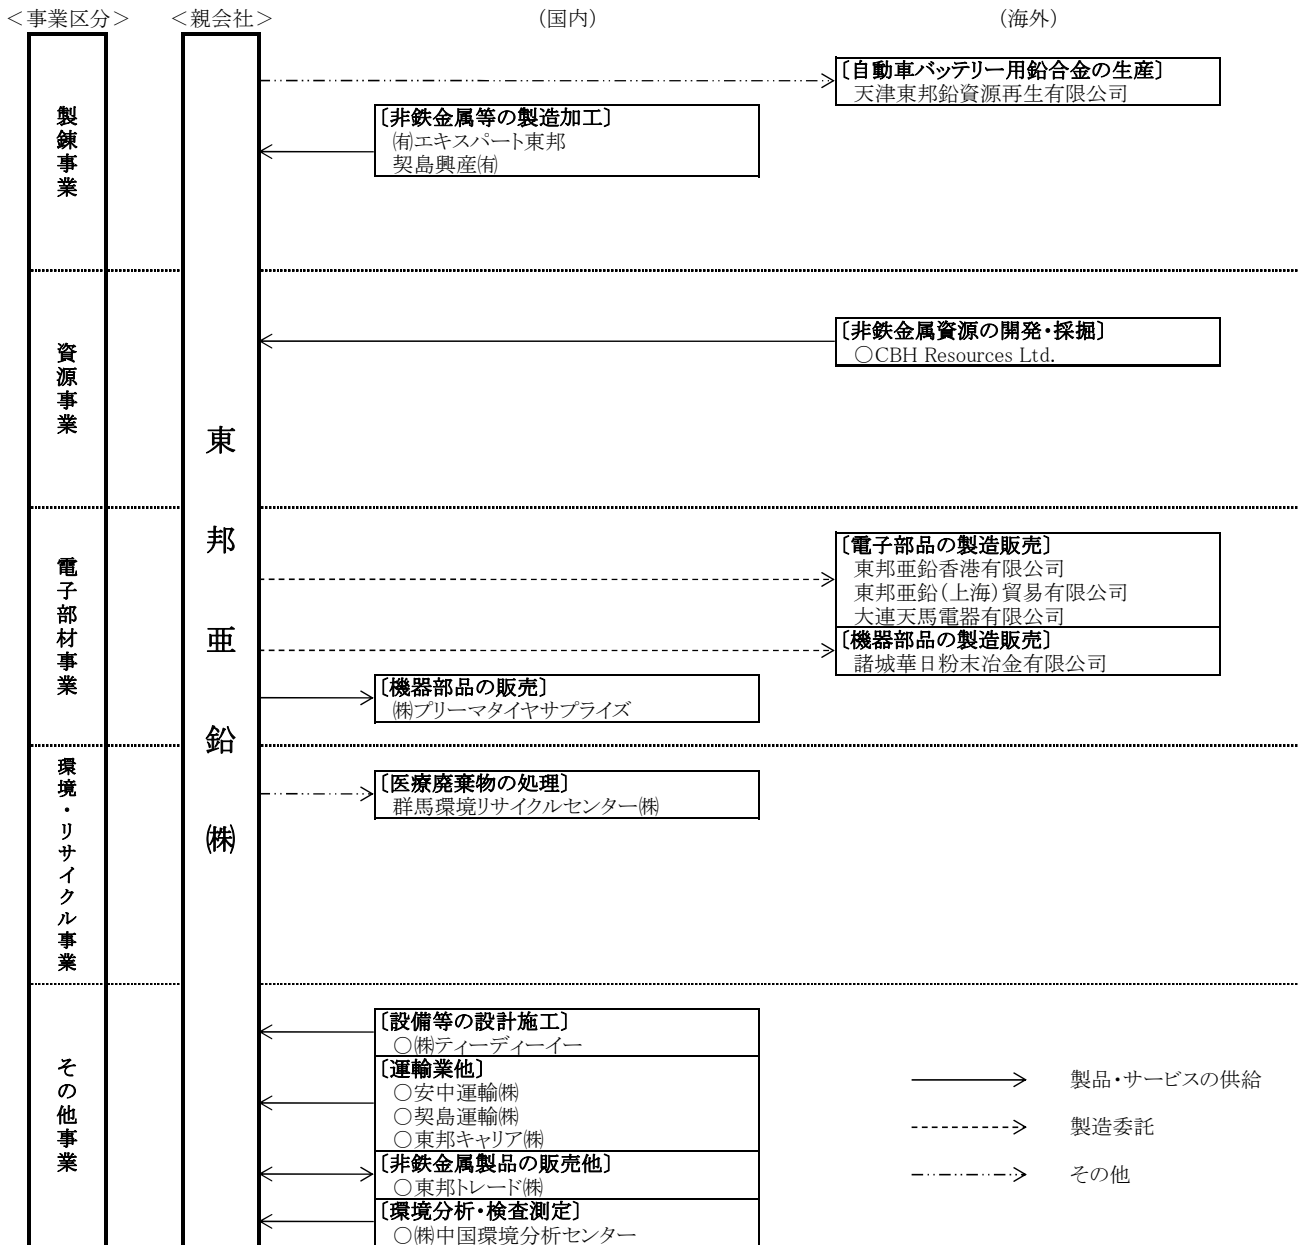 ＜事業区分＞
＜親会社＞
（国内）
（海外）
製錬事業
〔自動車バッテリー用鉛合金の生産〕
天津東邦鉛資源再生有限公司
〔非鉄金属等の製造加工〕
㈲エキスパート東邦
契島興産㈲
資源事業
〔非鉄金属資源の開発・採掘〕
○CBH Resources Ltd.
東邦亜鉛㈱
電子部材事業
〔電子部品の製造販売〕
東邦亜鉛香港有限公司
東邦亜鉛（上海）貿易有限公司
大連天馬電器有限公司
〔機器部品の製造販売〕
諸城華日粉末冶金有限公司
〔機器部品の販売〕
㈱プリーマタイヤサプライズ
環境・リサイクル事業
〔医療廃棄物の処理〕
群馬環境リサイクルセンター㈱
その他事業
〔設備等の設計施工〕
○㈱ティーディーイー
〔運輸業他〕
○安中運輸㈱
○契島運輸㈱
○東邦キャリア㈱
〔非鉄金属製品の販売他〕
○東邦トレード㈱
〔環境分析・検査測定〕
○㈱中国環境分析センター
製品・サービスの供給
製造委託
その他